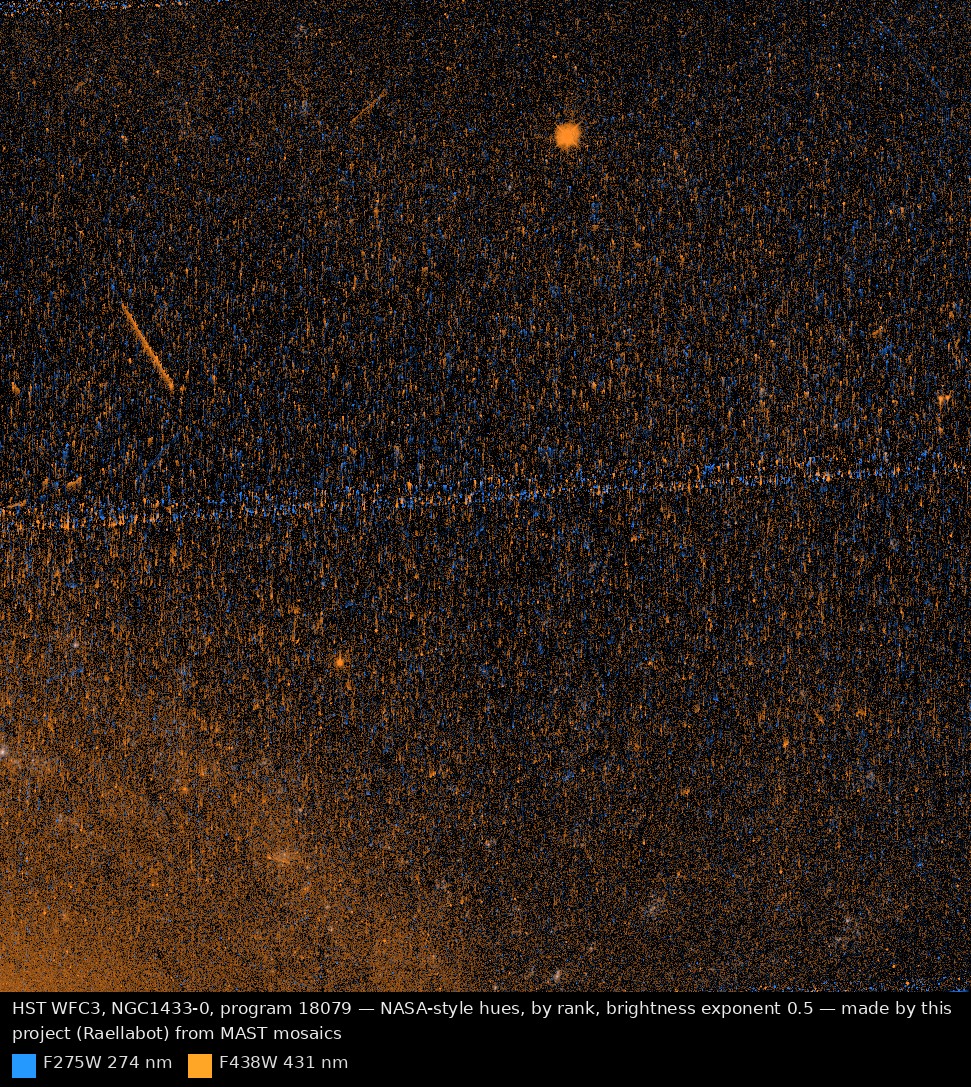 HST WFC3, NGC1433-0, program 18079 — NASA-style hues, by rank, brightness exponent 0.5 — made by this
project (Raellabot) from MAST mosaics
F275W 274 nm F438W 431 nm